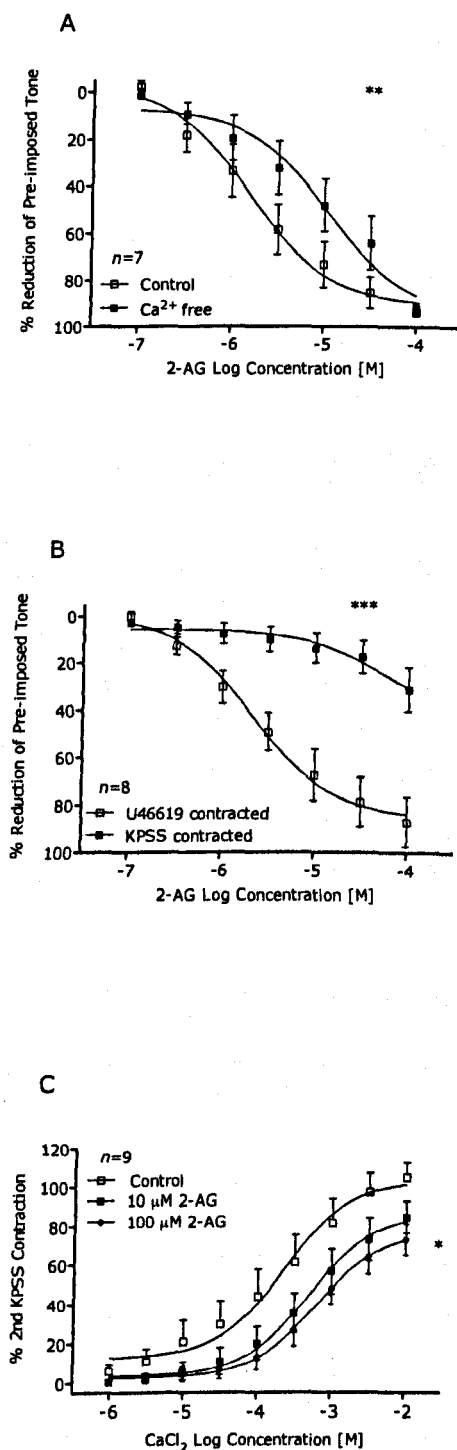 A
% Reduction of Pre-imposed Tone
0
20
40
60
80
100
**
n=7
Control
Ca2+ free
-7 -6 -5 -4
2-AG Log Concentration [M]
B
% Reduction of Pre-imposed Tone
0
20
40
60
80
100
***
n=8
U46619 contracted
KPSS contracted
-7 -6 -5 -4
2-AG Log Concentration [M]
C
% 2nd KPSS Contraction
120
100
80
60
40
20
0
n=9
Control
10 µM 2-AG
100 µM 2-AG
*
-6 -5 -4 -3 -2
CaCl2 Log Concentration [M]